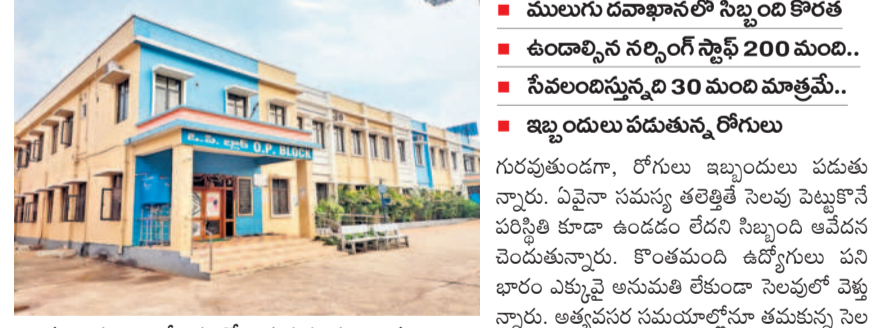 ములుగు దవాఖానలో సిబ్బంది కొరత
ఉండాల్సిన నర్సింగ్ స్టాఫ్ 200 మంది..
సేవలందిస్తున్నది 30 మంది మాత్రమే..
ఇబ్బందులు పడుతున్న రోగులు
ఓ.పి. బ్లాక్ O.P. BLOCK
గురవుతుండగా, రోగులు ఇబ్బందులు పడుతు
న్నారు. ఏవైనా సమస్య తలెత్తితే సెలవు పెట్టుకొనే
పరిస్థితి కూడా ఉండడం లేదని సిబ్బంది ఆవేదన
చెందుతున్నారు. కొంతమంది ఉద్యోగులు పని
భారం ఎక్కువై అనుమతి లేకుండా సెలవులో వెళ్తు
న్నారు. అత్యవసర సమయాల్లోనూ తమకున్న సెల